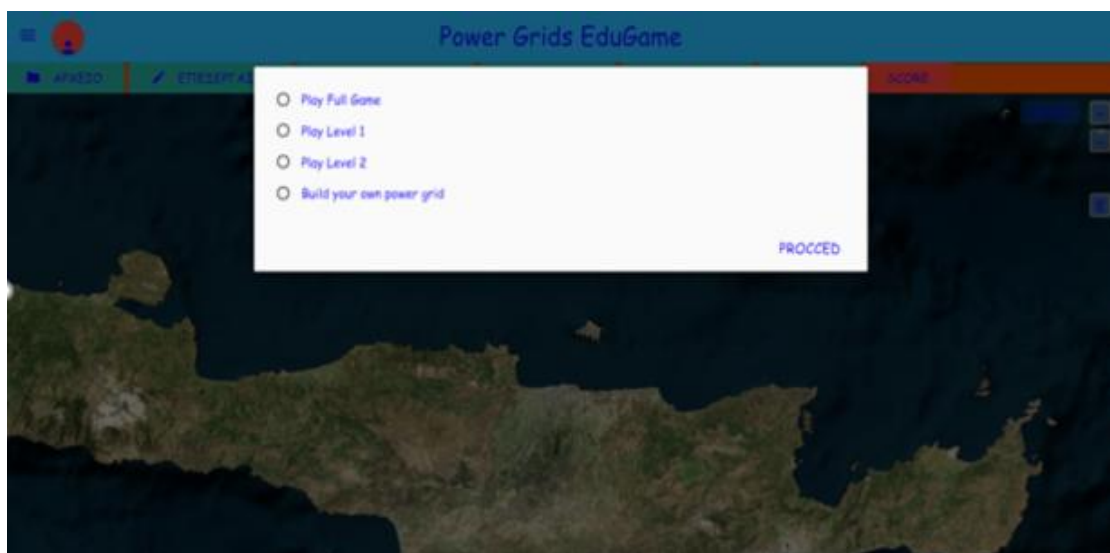 Power Grids EduGame
ΑΡΧΕΙΟ
SCORE
Play Full Game
Play Level 1
Play Level 2
Build your own power grid
PROCCED